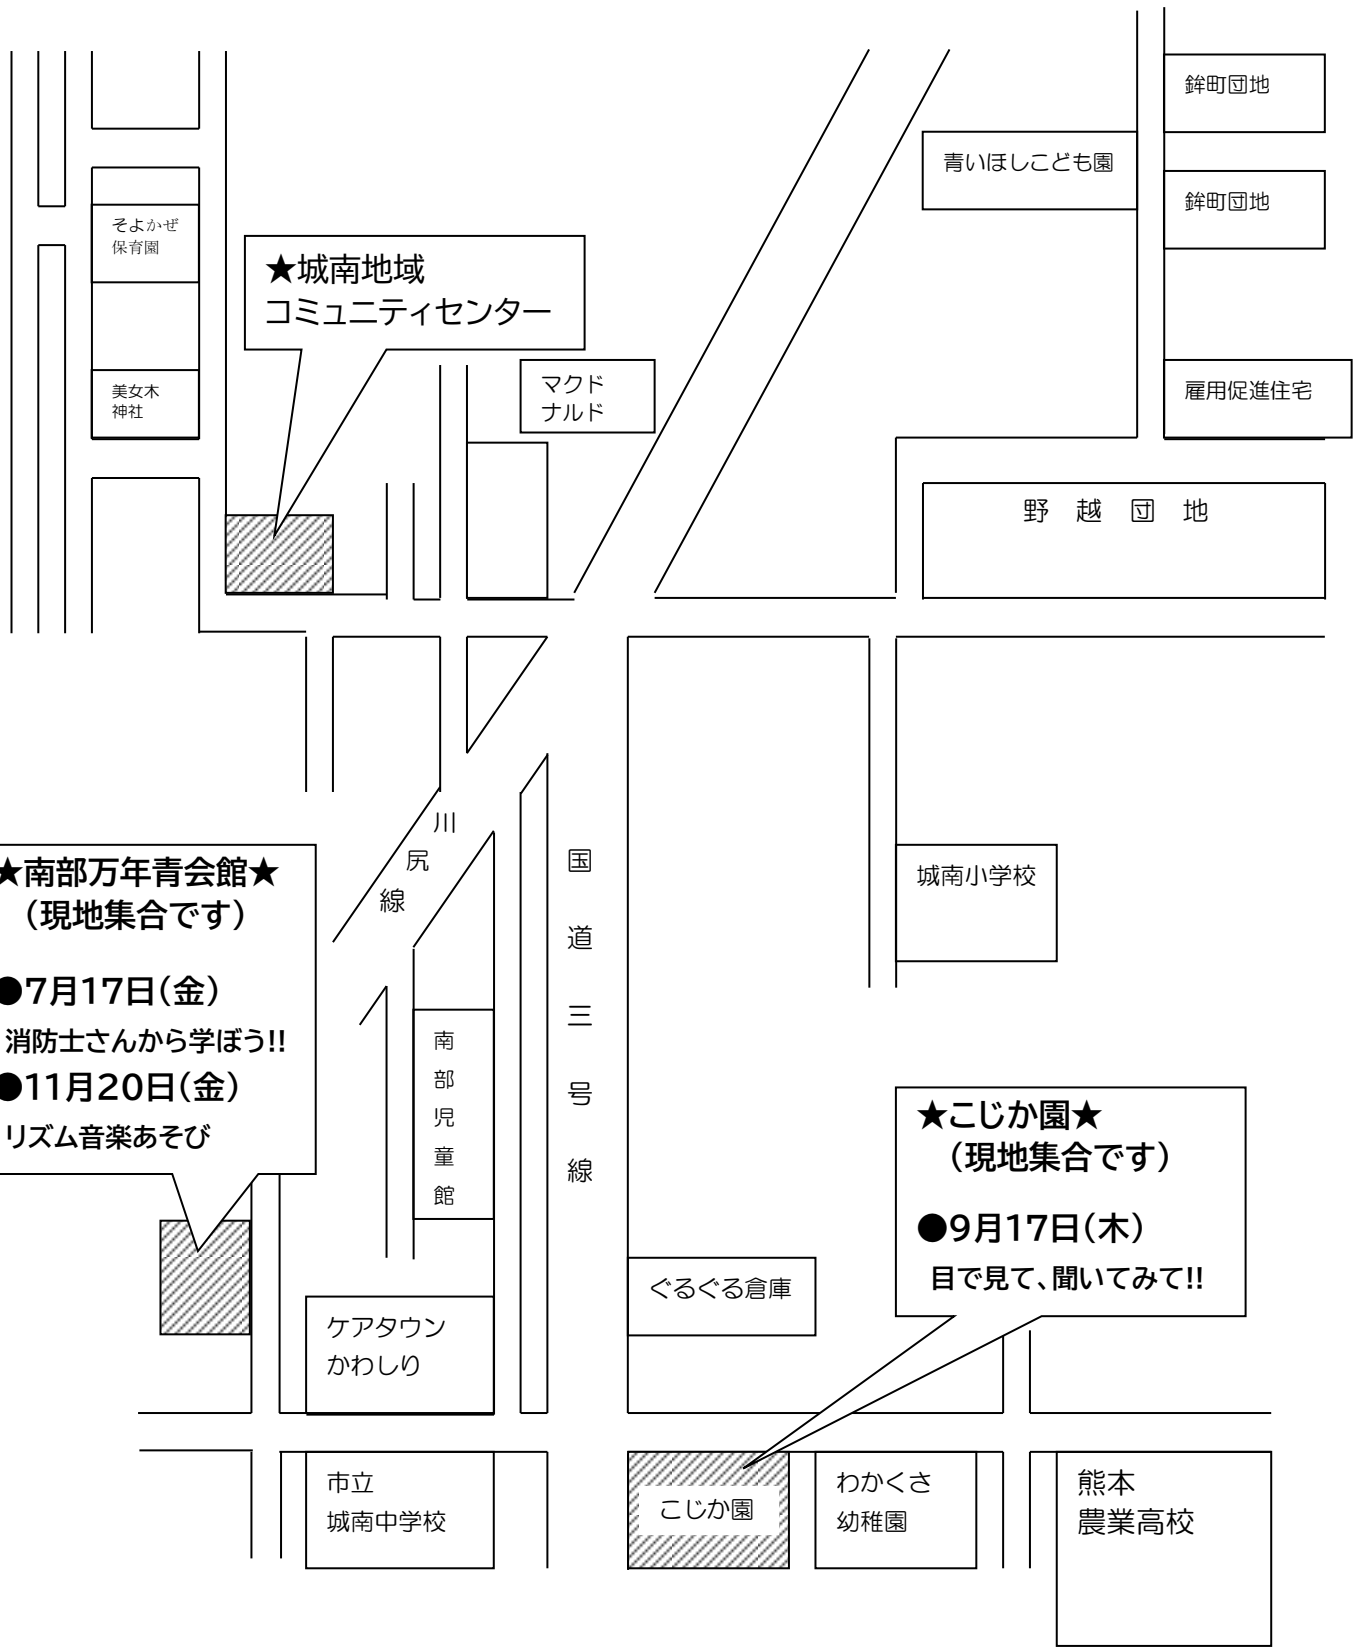 鉾町団地
青いほしこども園
鉾町団地
そよかぜ
保育園
★城南地域
コミュニティセンター
マクド
ナルド
美女木
神社
雇用促進住宅
野越団地
川尻線
国道三号線
城南小学校
★南部万年青会館★
（現地集合です）
●7月17日（金）
消防士さんから学ぼう!!
●11月20日（金）
リズム音楽あそび
南部児童館
★こじか園★
（現地集合です）
●9月17日（木）
目で見て、聞いてみて!!
ぐるぐる倉庫
ケアタウン
かわしり
市立
城南中学校
こじか園
わかくさ
幼稚園
熊本
農業高校